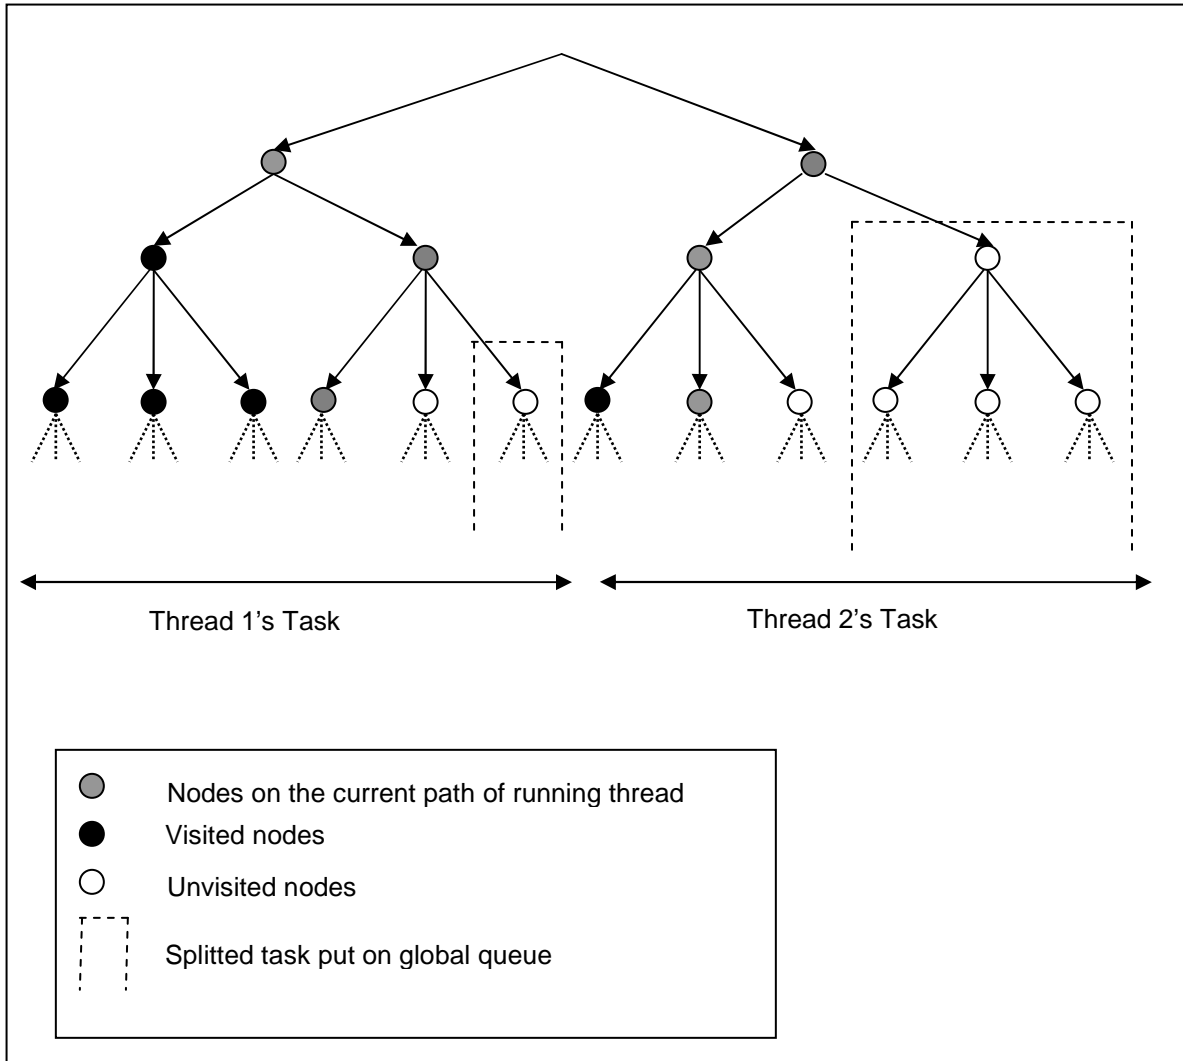 Thread 1’s Task
Thread 2’s Task
Nodes on the current path of running thread
Visited nodes
Unvisited nodes
Splitted task put on global queue